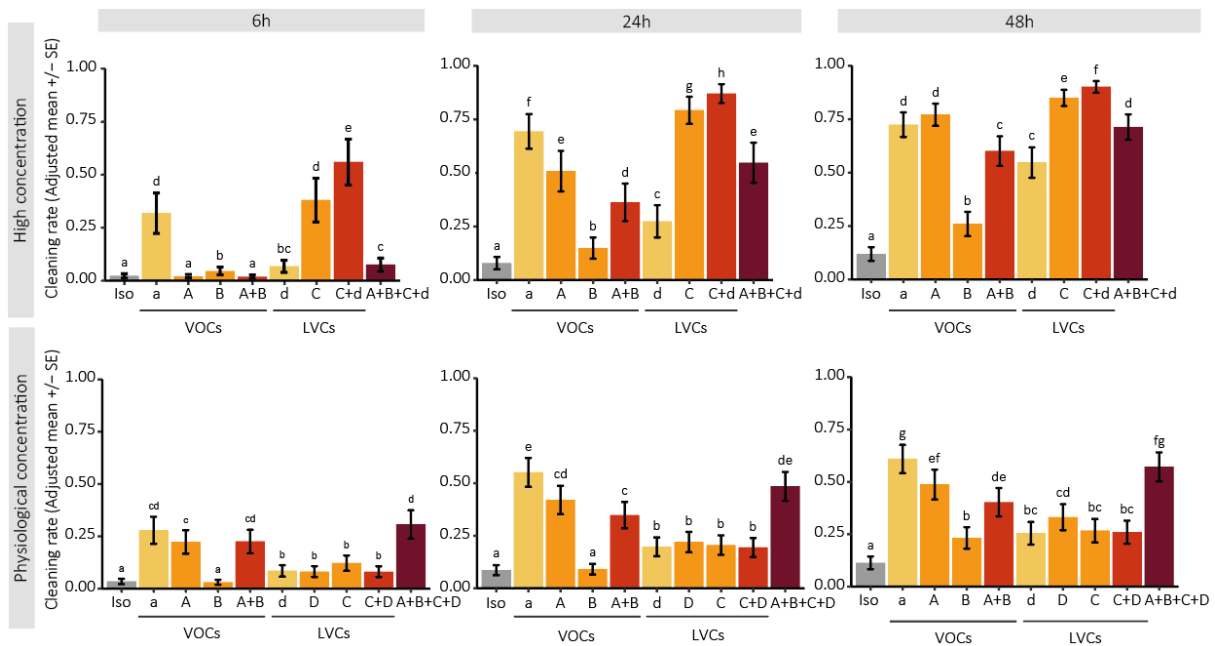 6h
24h
48h
High concentration
Cleaning rate (Adjusted mean +/− SE)
1.00
0.75
0.50
0.25
0.00
a
d
a
b
a
bc
d
e
c
Iso
a
A
B
A+B
d
C
C+d
A+B+C+d
VOCs
LVCs
1.00
0.75
0.50
0.25
0.00
a
f
e
b
d
c
g
h
e
Iso
a
A
B
A+B
d
C
C+d
A+B+C+d
VOCs
LVCs
1.00
0.75
0.50
0.25
0.00
a
d
d
b
c
c
e
f
d
Iso
a
A
B
A+B
d
C
C+d
A+B+C+d
VOCs
LVCs
Physiological concentration
Cleaning rate (Adjusted mean +/− SE)
1.00
0.75
0.50
0.25
0.00
a
cd
c
a
cd
b
b
b
b
d
Iso
a
A
B
A+B
d
D
C
C+D
A+B+C+D
VOCs
LVCs
1.00
0.75
0.50
0.25
0.00
a
e
cd
a
c
b
b
b
b
de
Iso
a
A
B
A+B
d
D
C
C+D
A+B+C+D
VOCs
LVCs
1.00
0.75
0.50
0.25
0.00
a
g
ef
b
de
bc
cd
bc
bc
fg
Iso
a
A
B
A+B
d
D
C
C+D
A+B+C+D
VOCs
LVCs